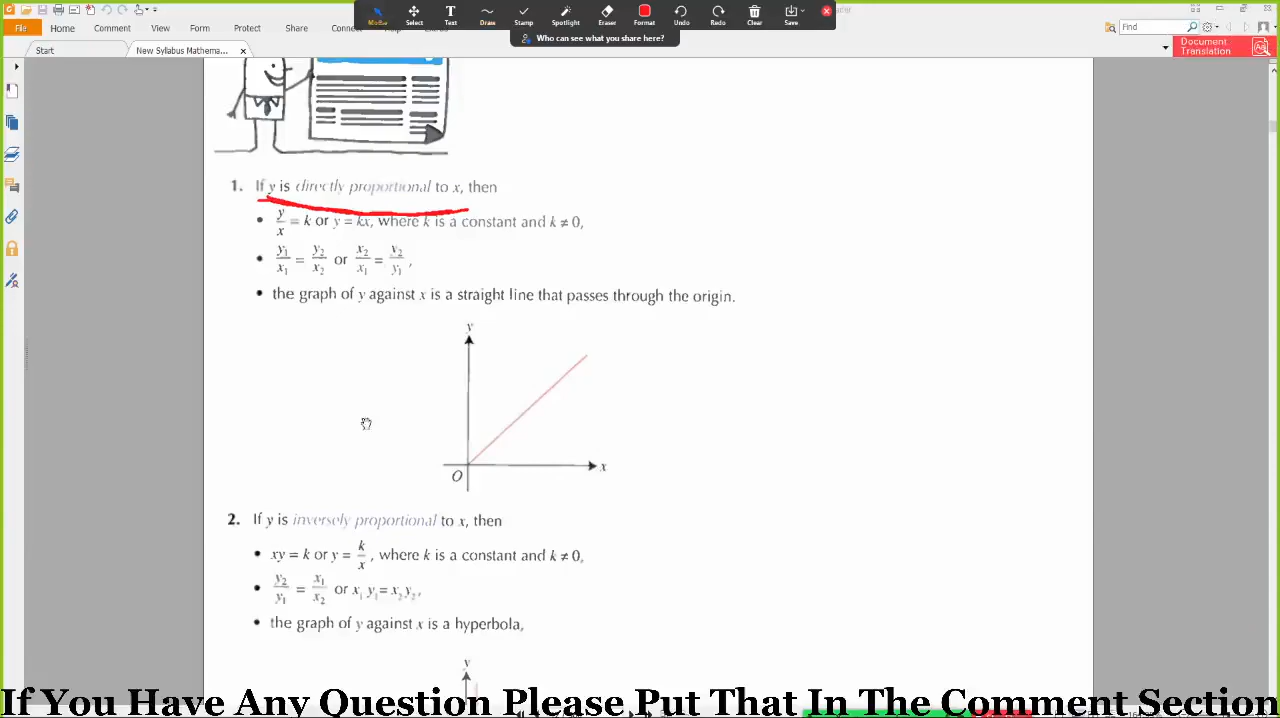 Mouse Select Text Draw Stamp Spotlight Eraser Format Undo Redo Clear Save
Who can see what you share here?
File Home Comment View Form Protect Share Connect Help Extras
Find
Start New Syllabus Mathema...
Document
Translation
1. If y is directly proportional to x, then
• y/x = k or y = kx, where k is a constant and k ≠ 0,
• y₁/x₁ = y₂/x₂ or x₂/x₁ = y₂/y₁,
• the graph of y against x is a straight line that passes through the origin.
y
O
x
2. If y is inversely proportional to x, then
• xy = k or y = k/x, where k is a constant and k ≠ 0,
• y₂/y₁ = x₁/x₂ or x₁y₁ = x₂y₂,
• the graph of y against x is a hyperbola,
y
If You Have Any Question Please Put That In The Comment Section